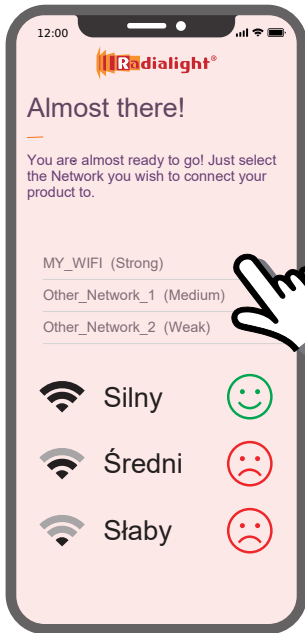 12:00
Radialight®
Almost there!
You are almost ready to go! Just select
the Network you wish to connect your
product to.
MY_WIFI (Strong)
Other_Network_1 (Medium)
Other_Network_2 (Weak)
Silny
Średni
Słaby